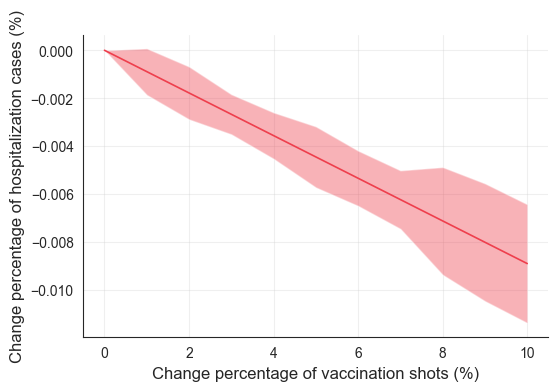 Change percentage of hospitalization cases (%)
0.000
−0.002
−0.004
−0.006
−0.008
−0.010
0 2 4 6 8 10
Change percentage of vaccination shots (%)